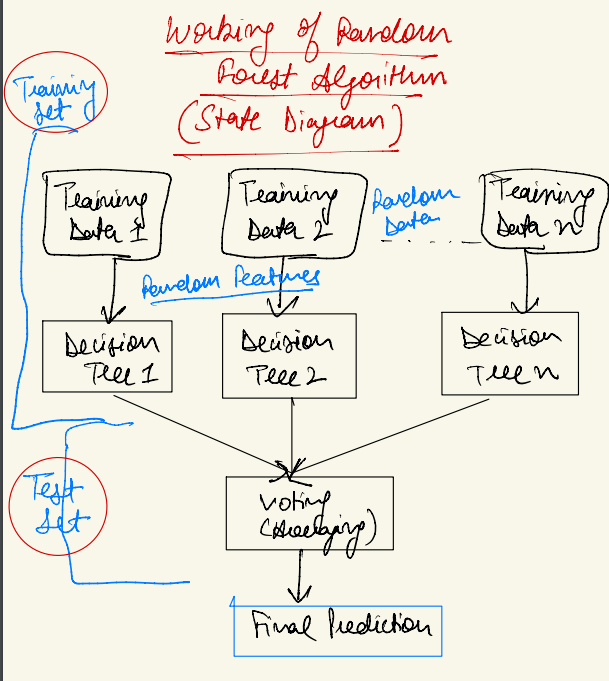 Working of Random
Forest Algorithm
(State Diagram)
Training
Set
Training
Data 1
Training
Data 2
Random
Data
Training
Data n
Random Features
Decision
Tree 1
Decision
Tree 2
Decision
Tree n
Test
Set
Voting
(Averaging)
Final Prediction